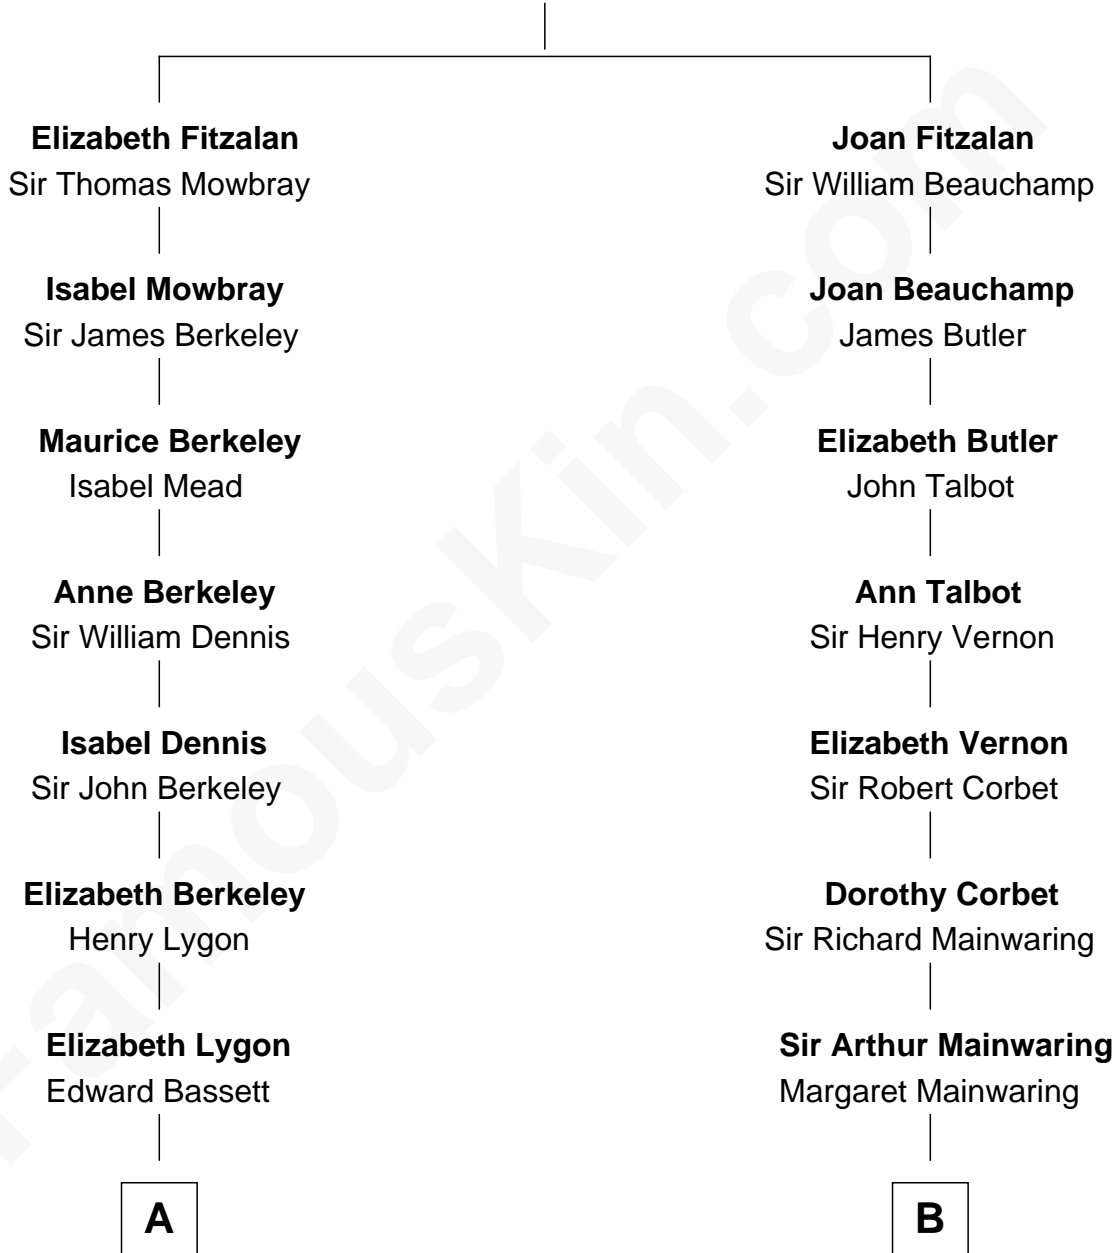 Elizabeth Fitzalan
Sir Thomas Mowbray
Isabel Mowbray
Sir James Berkeley
Maurice Berkeley
Isabel Mead
Anne Berkeley
Sir William Dennis
Isabel Dennis
Sir John Berkeley
Elizabeth Berkeley
Henry Lygon
Elizabeth Lygon
Edward Bassett
A
Joan Fitzalan
Sir William Beauchamp
Joan Beauchamp
James Butler
Elizabeth Butler
John Talbot
Ann Talbot
Sir Henry Vernon
Elizabeth Vernon
Sir Robert Corbet
Dorothy Corbet
Sir Richard Mainwaring
Sir Arthur Mainwaring
Margaret Mainwaring
B
FamousKin.com